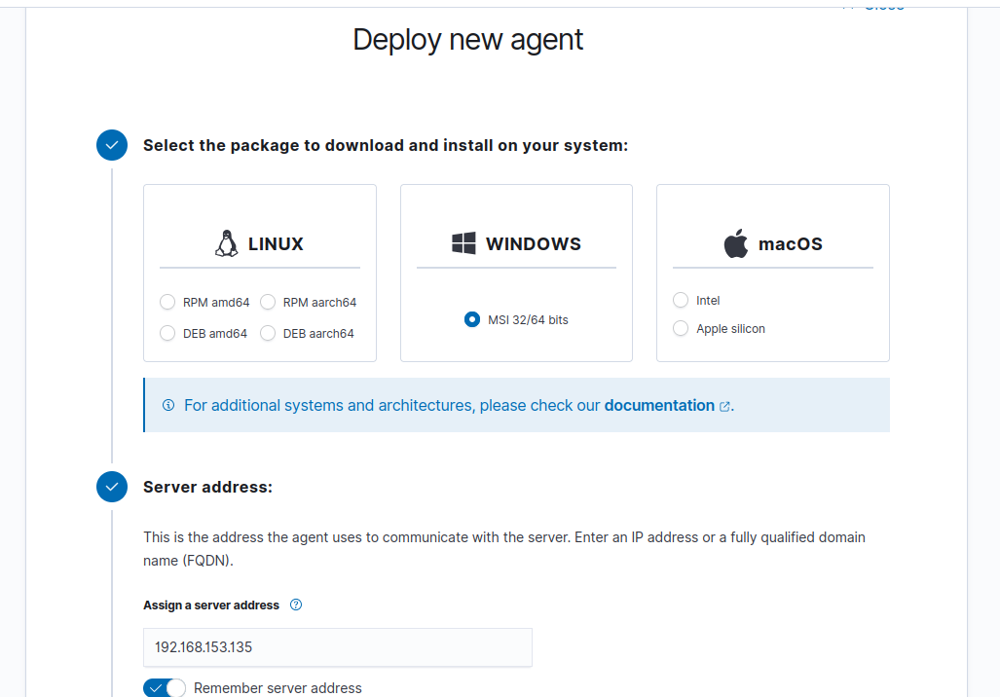 Close
Deploy new agent
Select the package to download and install on your system:
LINUX
RPM amd64 RPM aarch64
DEB amd64 DEB aarch64
WINDOWS
MSI 32/64 bits
macOS
Intel
Apple silicon
For additional systems and architectures, please check our documentation .
Server address:
This is the address the agent uses to communicate with the server. Enter an IP address or a fully qualified domain
name (FQDN).
Assign a server address
192.168.153.135
Remember server address